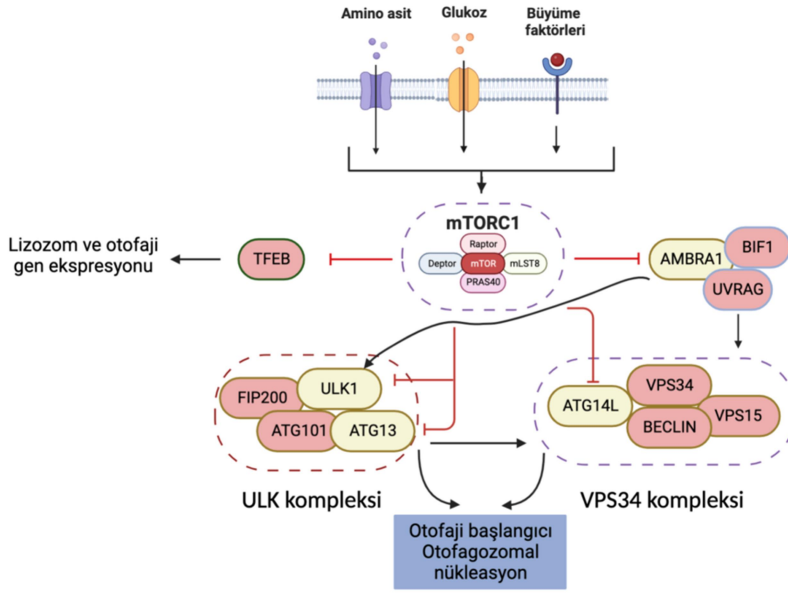 Amino asit
Glukoz
Büyüme
faktörleri
mTORC1
Raptor
Deptor
mTOR
mLST8
PRAS40
Lizozom ve otofaji
gen ekspresyonu
TFEB
AMBRA1
BIF1
UVRAG
FIP200
ULK1
ATG101
ATG13
ATG14L
VPS34
VPS15
BECLIN
ULK kompleksi
VPS34 kompleksi
Otofaji başlangıcı
Otofagozomal
nükleasyon